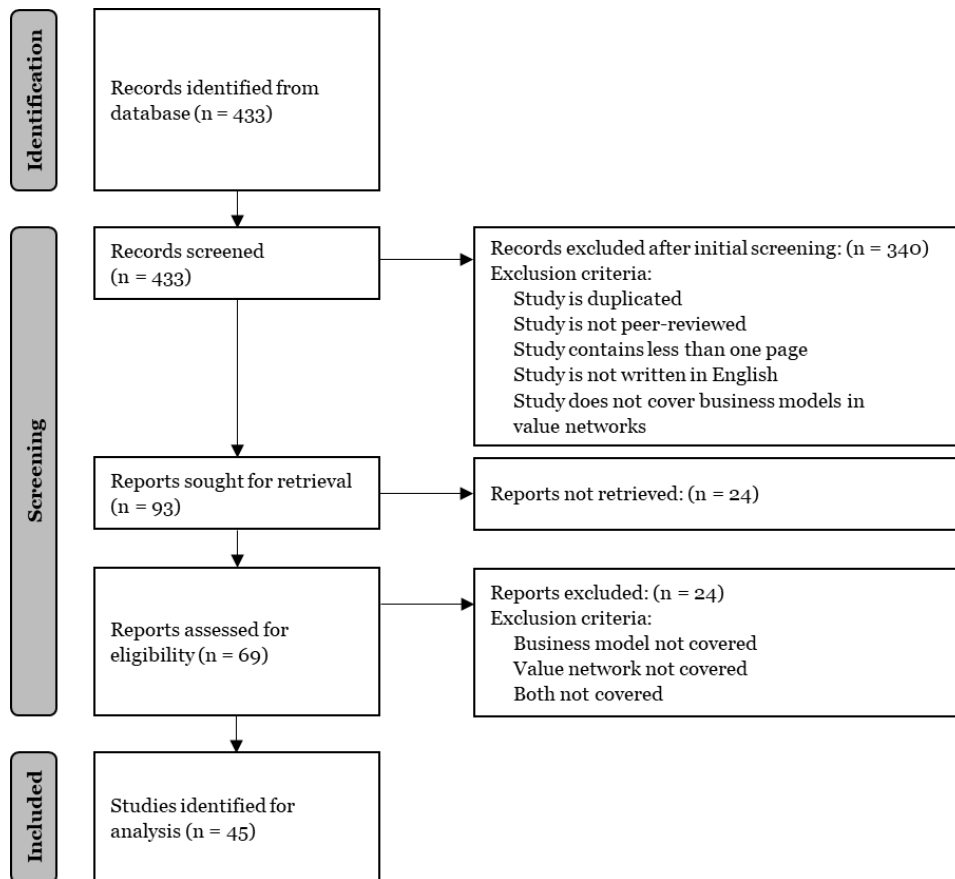 Identification
Records identified from
database (n = 433)
Screening
Records screened
(n = 433)
Records excluded after initial screening: (n = 340)
Exclusion criteria:
Study is duplicated
Study is not peer-reviewed
Study contains less than one page
Study is not written in English
Study does not cover business models in
value networks
Reports sought for retrieval
(n = 93)
Reports not retrieved: (n = 24)
Reports assessed for
eligibility (n = 69)
Reports excluded: (n = 24)
Exclusion criteria:
Business model not covered
Value network not covered
Both not covered
Included
Studies identified for
analysis (n = 45)